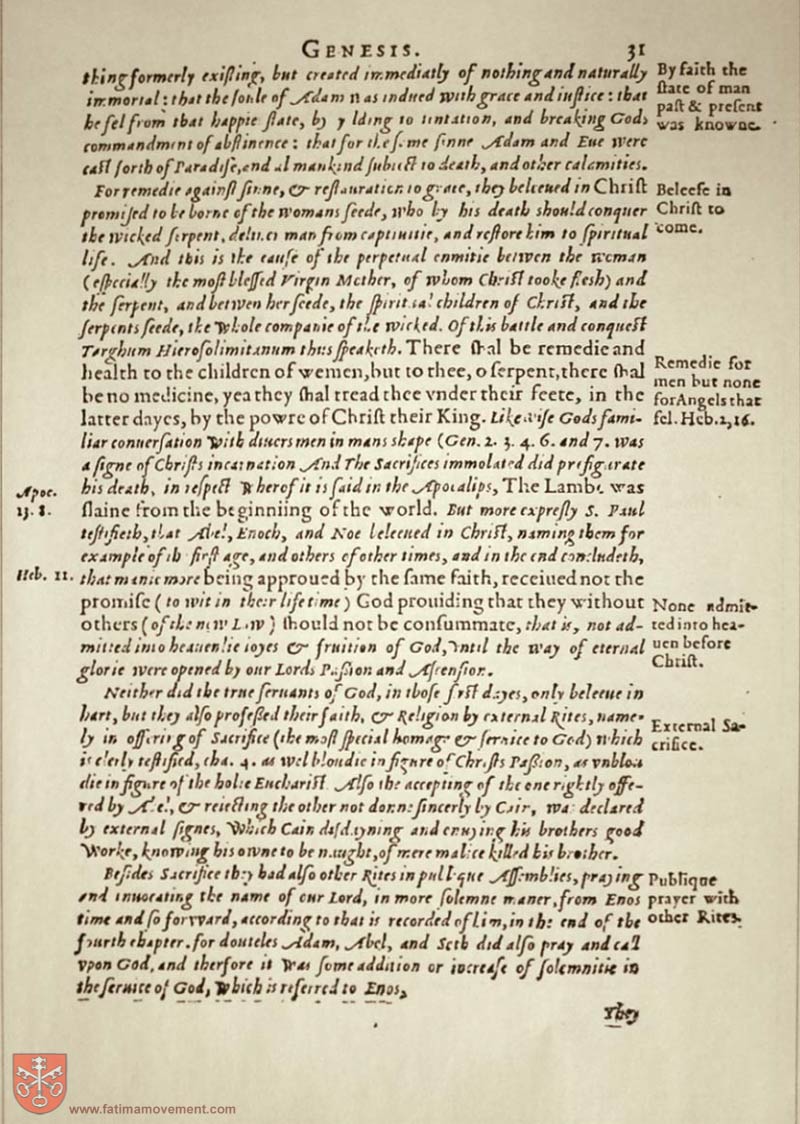 GENESIS. 31
thing formerly existing, but created immediatly of nothing and naturally
immortal: that the soule of Adam was indued with grace and iustice: that
he fel from that happie state, by y lding to tentation, and breaking Gods
commandment of abstinence: that for the same sinne Adam and Eue were
cast forth of Paradise, and al mankind subiect to death, and other calamities.
By faith the
state of man
past & present
was knowne.
For remedie against sinne, & restauration to grace, they beleeued in Christ
promised to be borne of the womans seede, who by his death should conquer
the wicked serpent, deliuer man from captiuitie, and restore him to spiritual
life. And this is the cause of the perpetual enmitie betwen the woman
(especially the most blessed Virgin Mother, of whom Christ tooke flesh) and
the serpent, and betwen her seede, the spiritual children of Christ, and the
serpents seede, the whole companie of the wicked. Of this battle and conquest
Targhum Hierosolimitanum thus speaketh. There shal be remedie and
health to the children of wemen, but to thee, o serpent, there shal
be no medicine, yea they shal tread thee vnder their feete, in the
latter dayes, by the powre of Christ their King. Likewise Gods fami-
liar conuersation with diuers men in mans shape (Gen. 2. 3. 4. 6. and 7. was
a signe of Christs incarnation And The Sacrifices immolated did prefigurate
his death, in respect wherof it is said in the Apocalips, The Lambe was
slaine from the beginniing of the world. But more expresly S. Paul
testifieth, that Abel, Enoch, and Noe beleeued in Christ, naming them for
example of th first age, and others of other times, and in the end concludeth,
that manie more being approued by the same faith, receiued not the
promise (to wit in their life time) God prouiding that they without
others (of the new Law) should not be consummate, that is, not ad-
mitted into heauenlie ioyes & fruition of God, vntil the way of eternal
glorie were opened by our Lords Passion and Ascension.
Beleefe in
Christ to
come.
Remedie for
men but none
for Angels that
fel. Heb. 2, 16.
Apoc.
13. 8.
Heb. 11.
None admit-
ted into hea-
uen before
Christ.
Neither did the true seruants of God, in those first dayes, only beleeue in
hart, but they also professed their faith, & Religion by external Rites, name-
ly in offering of Sacrifice (the most special homage & seruice to God) which
is cleerly testified, cha. 4. as wel bloudie in figure of Christs Passion, as vnblou
die in figure of the holie Eucharist Also the accepting of the one rightly offe-
red by Abel, & reiecting the other not donne sincerly by Cain, was declared
by external signes, Which Cain disdayning and enuying his brothers good
Worke, knowing his owne to be naught, of mere malice killed his brother.
External Sa-
crifice.
Besides Sacrifice they had also other Rites in publique Assemblies, praying
and inuocating the name of our Lord, in more solemne maner, from Enos
time and so forward, according to that is recorded of him, in the end of the
fourth chapter. for douteles Adam, Abel, and Seth did also pray and call
vpon God, and therfore it was some addition or increase of solemnitie in
the seruice of God, which is referred to Enos,
Publique
prayer with
other Rites.
They
www.fatimamovement.com